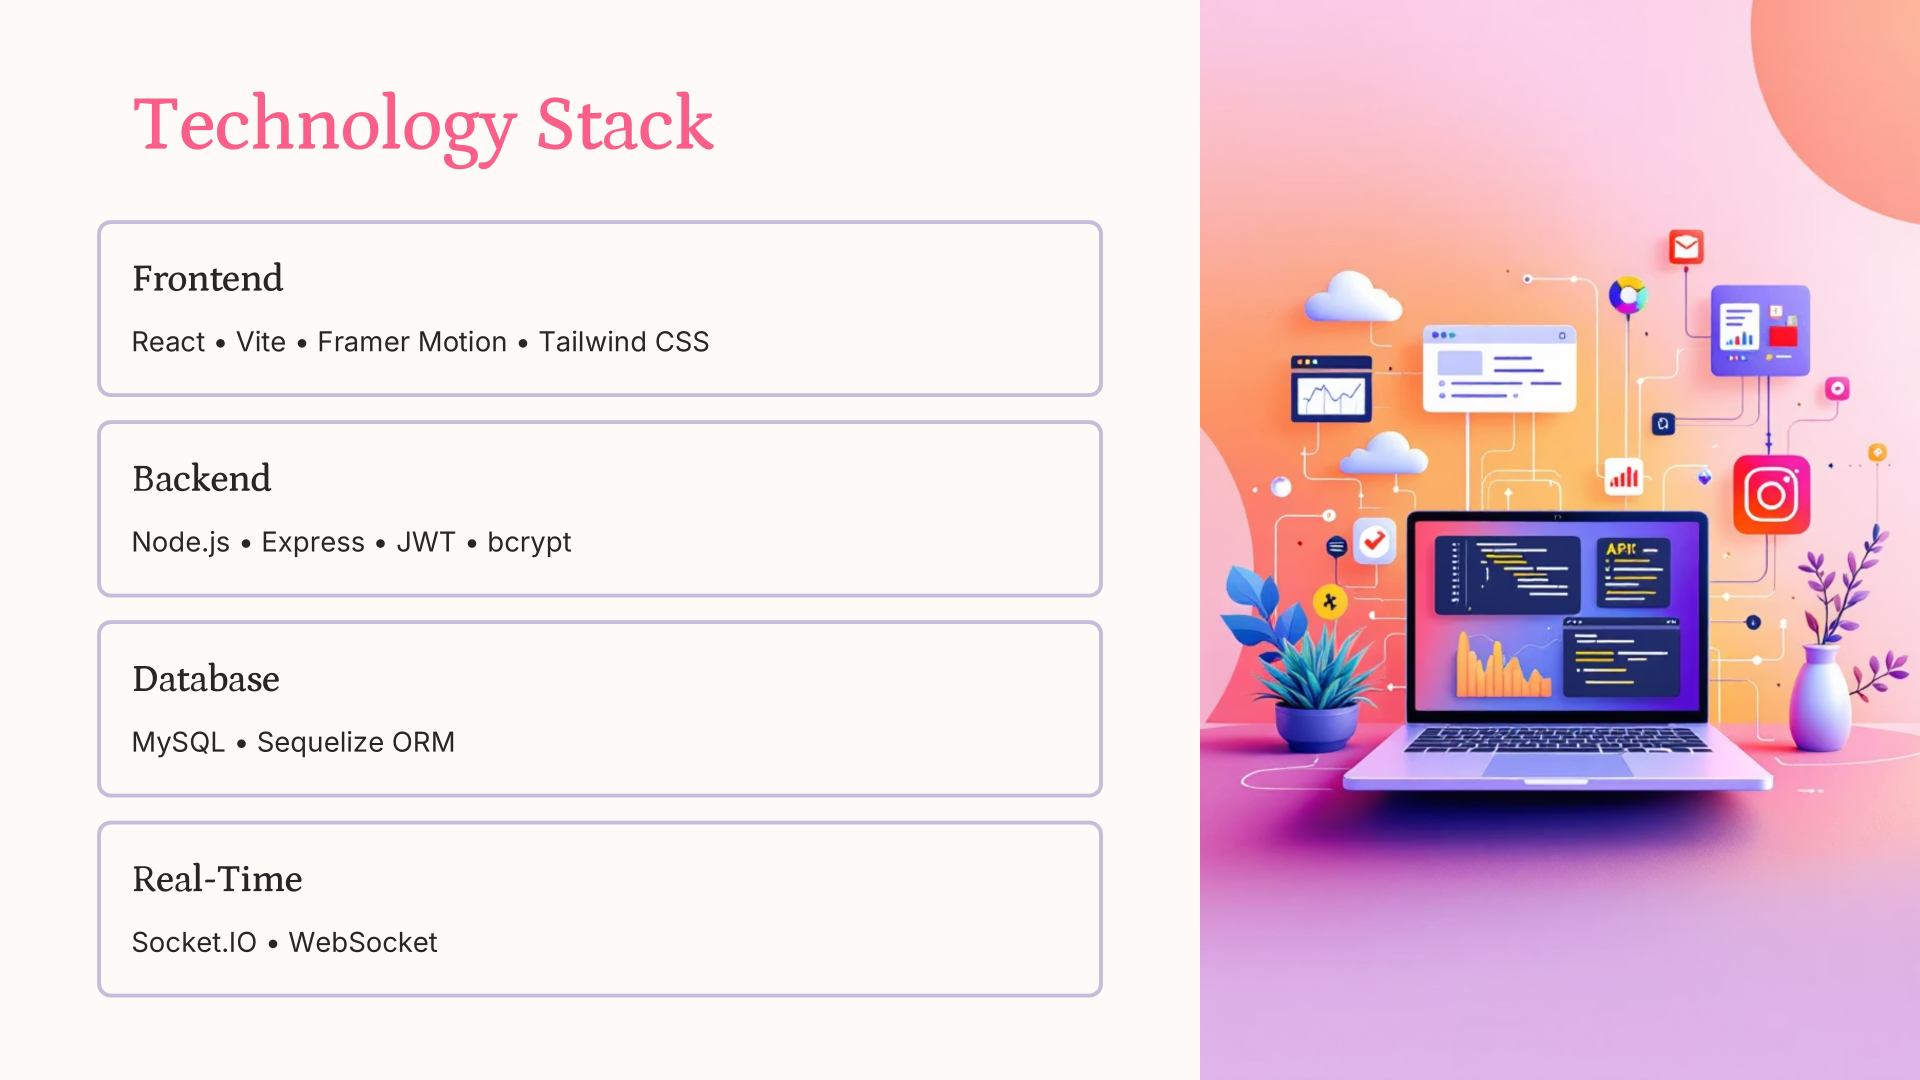 Technology Stack
Frontend
React • Vite • Framer Motion • Tailwind CSS
Backend
Node.js • Express • JWT • bcrypt
Database
MySQL • Sequelize ORM
Real-Time
Socket.IO • WebSocket